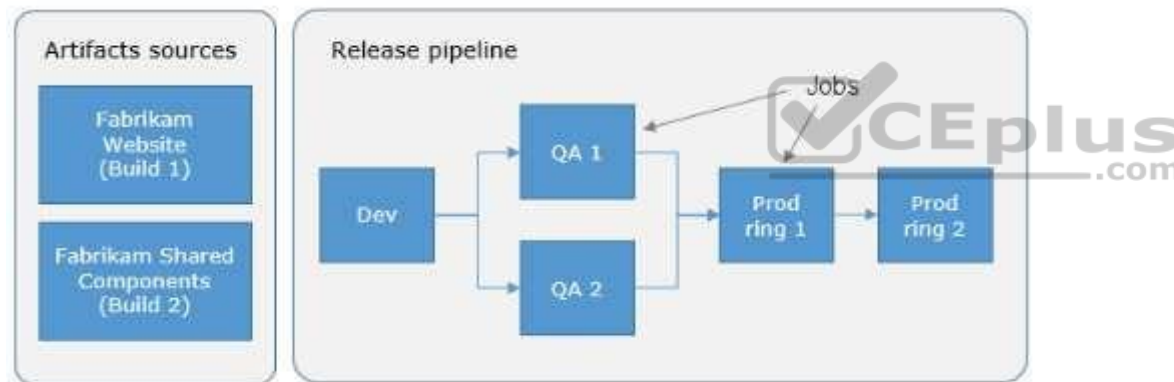 Artifacts sources
Fabrikam
Website
(Build 1)
Fabrikam Shared
Components
(Build 2)
Release pipeline
Jobs
Dev
QA 1
QA 2
Prod
ring 1
Prod
ring 2
CEplus
.com